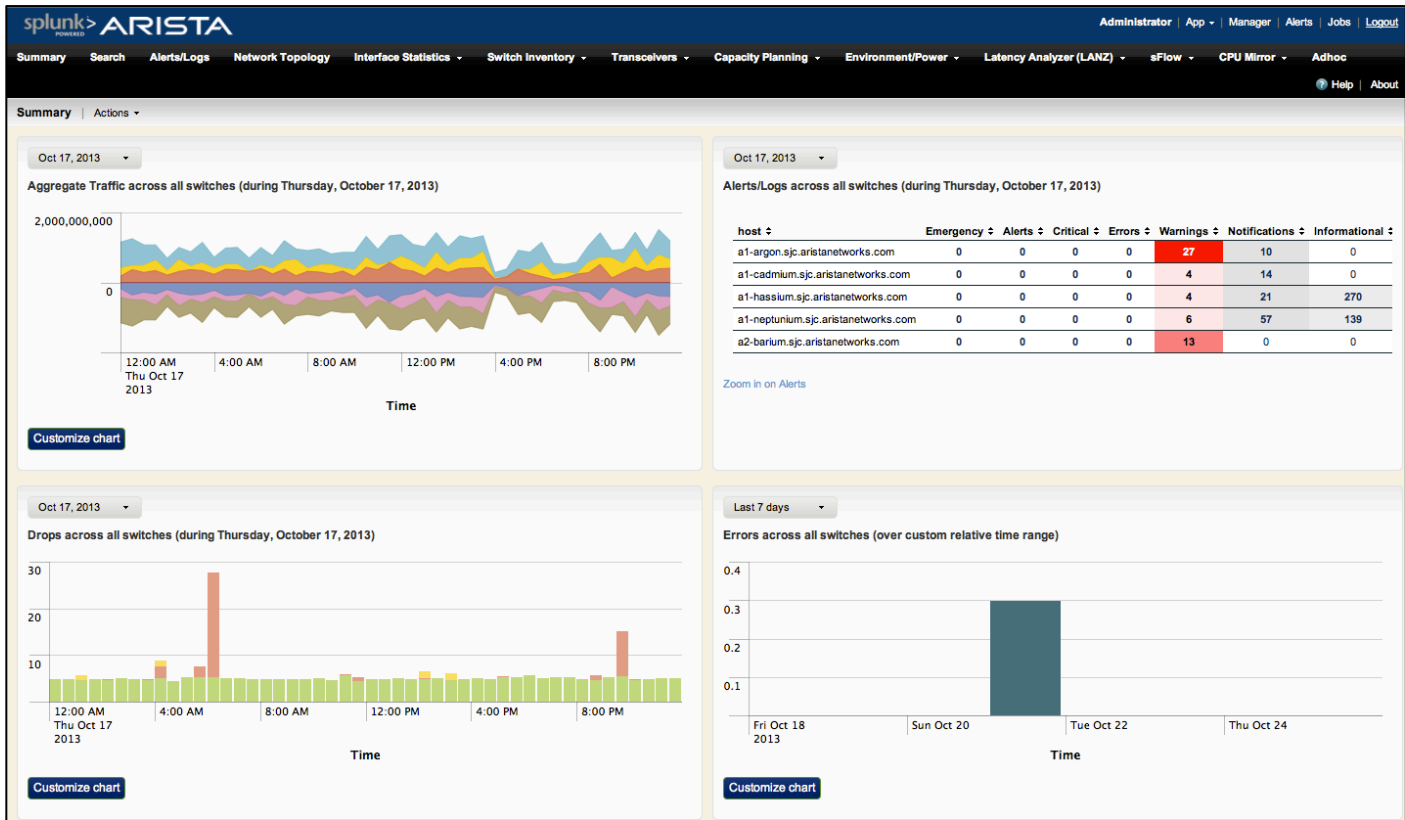 splunk> ARISTA
POWERED
Administrator | App | Manager | Alerts | Jobs | Logout
Summary Search Alerts/Logs Network Topology Interface Statistics Switch Inventory Transceivers Capacity Planning Environment/Power Latency Analyzer (LANZ) sFlow CPU Mirror Adhoc
? Help | About
Summary | Actions
Oct 17, 2013
Aggregate Traffic across all switches (during Thursday, October 17, 2013)
2,000,000,000
0
12:00 AM 4:00 AM 8:00 AM 12:00 PM 4:00 PM 8:00 PM
Thu Oct 17
2013
Time
Customize chart
Oct 17, 2013
Alerts/Logs across all switches (during Thursday, October 17, 2013)
host Emergency Alerts Critical Errors Warnings Notifications Informational
a1-argon.sjc.aristanetworks.com 0 0 0 0 27 10 0
a1-cadmium.sjc.aristanetworks.com 0 0 0 0 4 14 0
a1-hassium.sjc.aristanetworks.com 0 0 0 0 4 21 270
a1-neptunium.sjc.aristanetworks.com 0 0 0 0 6 57 139
a2-barium.sjc.aristanetworks.com 0 0 0 0 13 0 0
Zoom in on Alerts
Oct 17, 2013
Drops across all switches (during Thursday, October 17, 2013)
30
20
10
12:00 AM 4:00 AM 8:00 AM 12:00 PM 4:00 PM 8:00 PM
Thu Oct 17
2013
Time
Customize chart
Last 7 days
Errors across all switches (over custom relative time range)
0.4
0.3
0.2
0.1
Fri Oct 18 Sun Oct 20 Tue Oct 22 Thu Oct 24
2013
Time
Customize chart